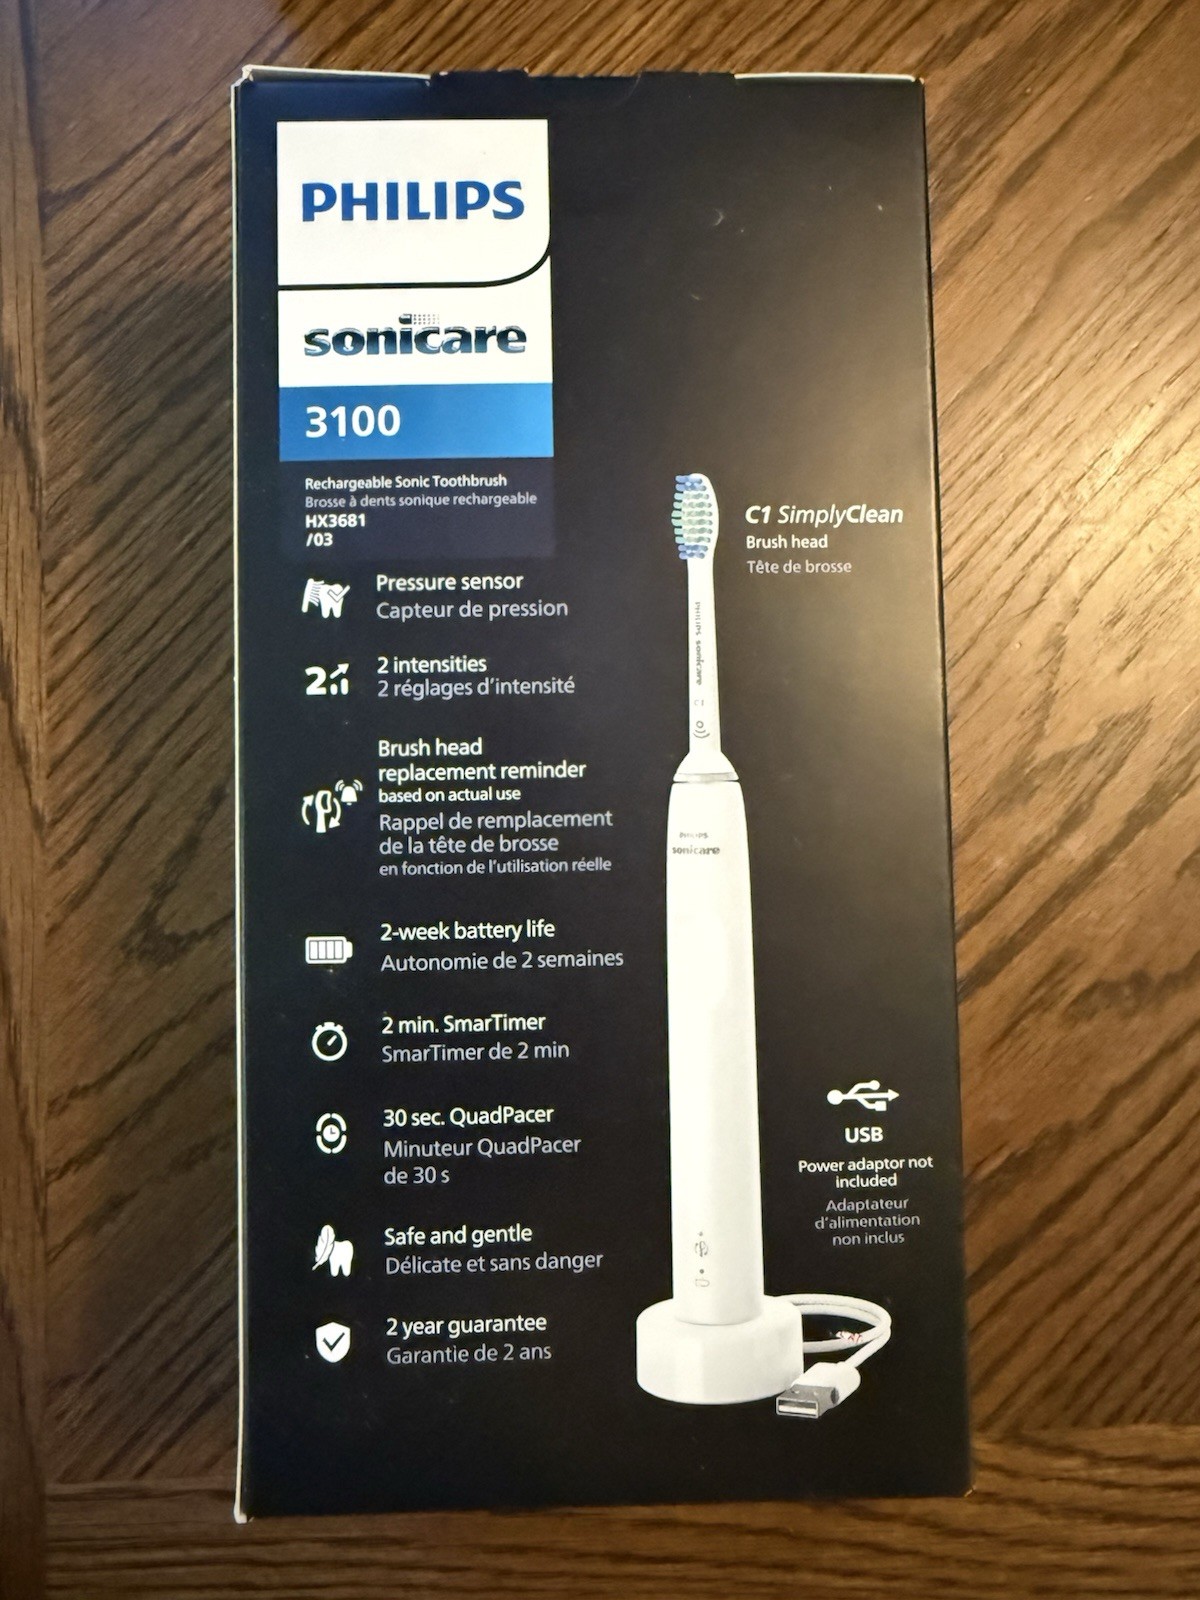 PHILIPS
sonicare
3100
Rechargeable Sonic Toothbrush
Brosse à dents sonique rechargeable
HX3681
/03
Pressure sensor
Capteur de pression
2 intensities
2 réglages d'intensité
Brush head
replacement reminder
based on actual use
Rappel de remplacement
de la tête de brosse
en fonction de l'utilisation réelle
2-week battery life
Autonomie de 2 semaines
2 min. SmarTimer
SmarTimer de 2 min
30 sec. QuadPacer
Minuteur QuadPacer
de 30 s
Safe and gentle
Délicate et sans danger
2 year guarantee
Garantie de 2 ans
C1 SimplyClean
Brush head
Tête de brosse
PHILIPS sonicare C1
PHILIPS
sonicare
USB
Power adaptor not
included
Adaptateur
d'alimentation
non inclus